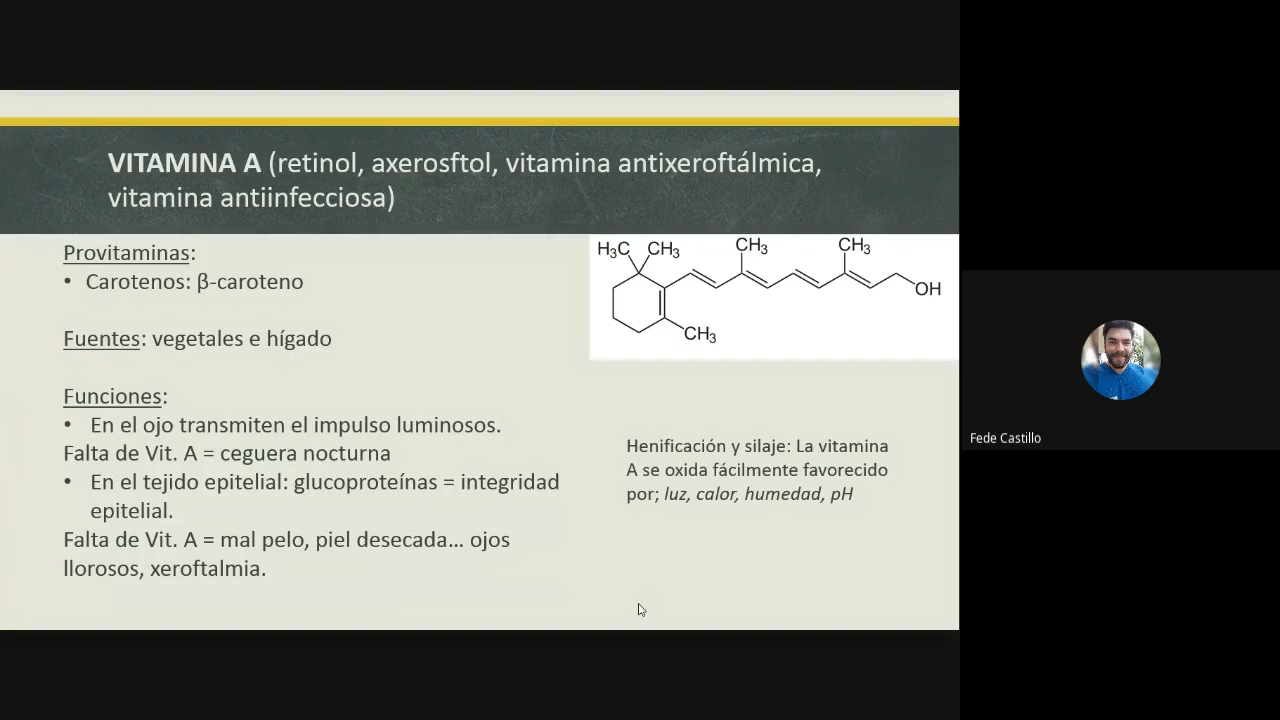 VITAMINA A (retinol, axerosftol, vitamina antixeroftálmica,
vitamina antiinfecciosa)
Provitaminas:
• Carotenos: β-caroteno
Fuentes: vegetales e hígado
Funciones:
• En el ojo transmiten el impulso luminosos.
Falta de Vit. A = ceguera nocturna
• En el tejido epitelial: glucoproteínas = integridad
epitelial.
Falta de Vit. A = mal pelo, piel desecada… ojos
llorosos, xeroftalmia.
H₃C CH₃ CH₃ CH₃
OH
CH₃
Henificación y silaje: La vitamina
A se oxida fácilmente favorecido
por; luz, calor, humedad, pH
Fede Castillo